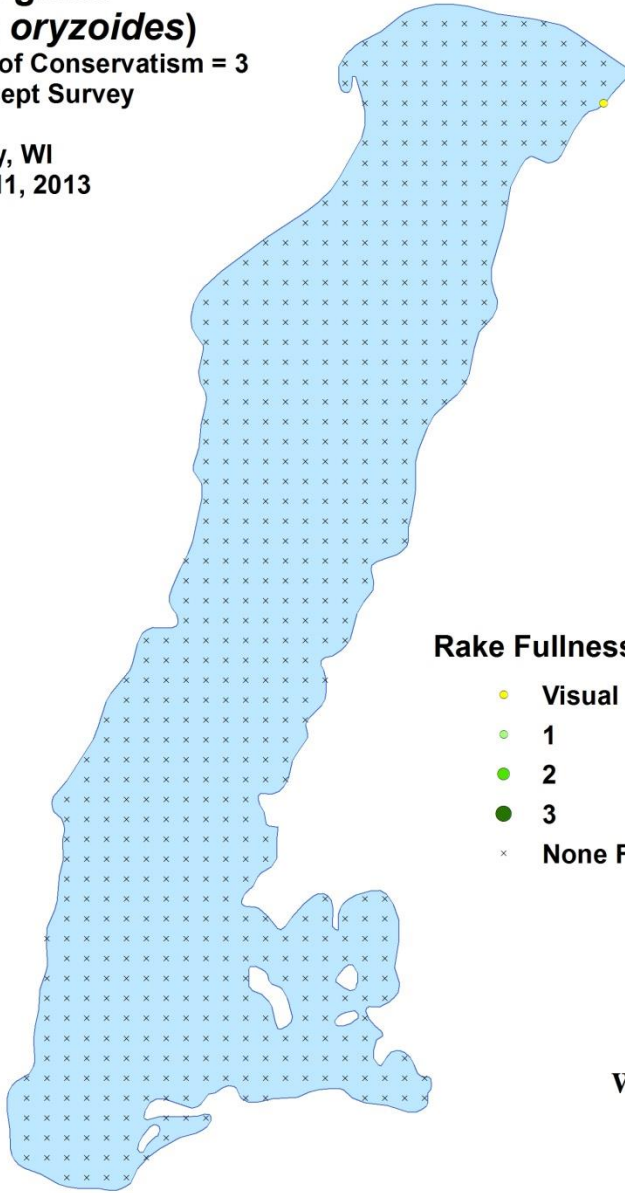 oryzoides)
of Conservatism = 3
ept Survey
y, WI
11, 2013
Rake Fullness
Visual
1
2
3
None F